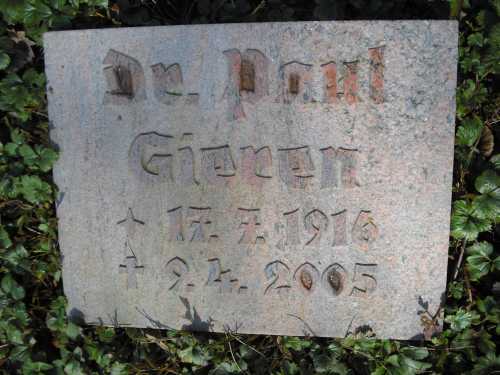 Dr. Paul
Gieren
* 17. 7. 1916
† 9. 4. 2005